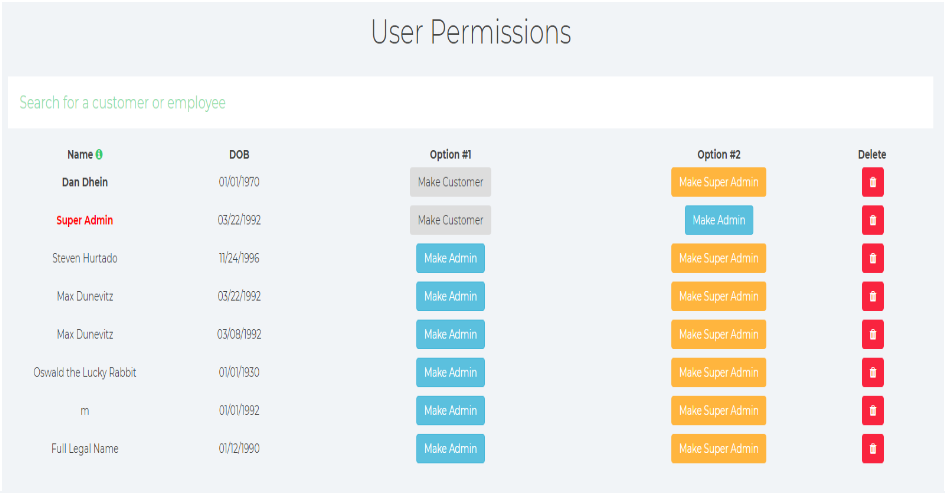 User Permissions
Search for a customer or employee
Name DOB Option #1 Option #2 Delete
Dan Dhein 01/01/1970 Make Customer Make Super Admin
Super Admin 03/22/1992 Make Customer Make Admin
Steven Hurtado 11/24/1996 Make Admin Make Super Admin
Max Dunevitz 03/22/1992 Make Admin Make Super Admin
Max Dunevitz 03/08/1992 Make Admin Make Super Admin
Oswald the Lucky Rabbit 01/01/1930 Make Admin Make Super Admin
m 01/01/1992 Make Admin Make Super Admin
Full Legal Name 01/12/1990 Make Admin Make Super Admin